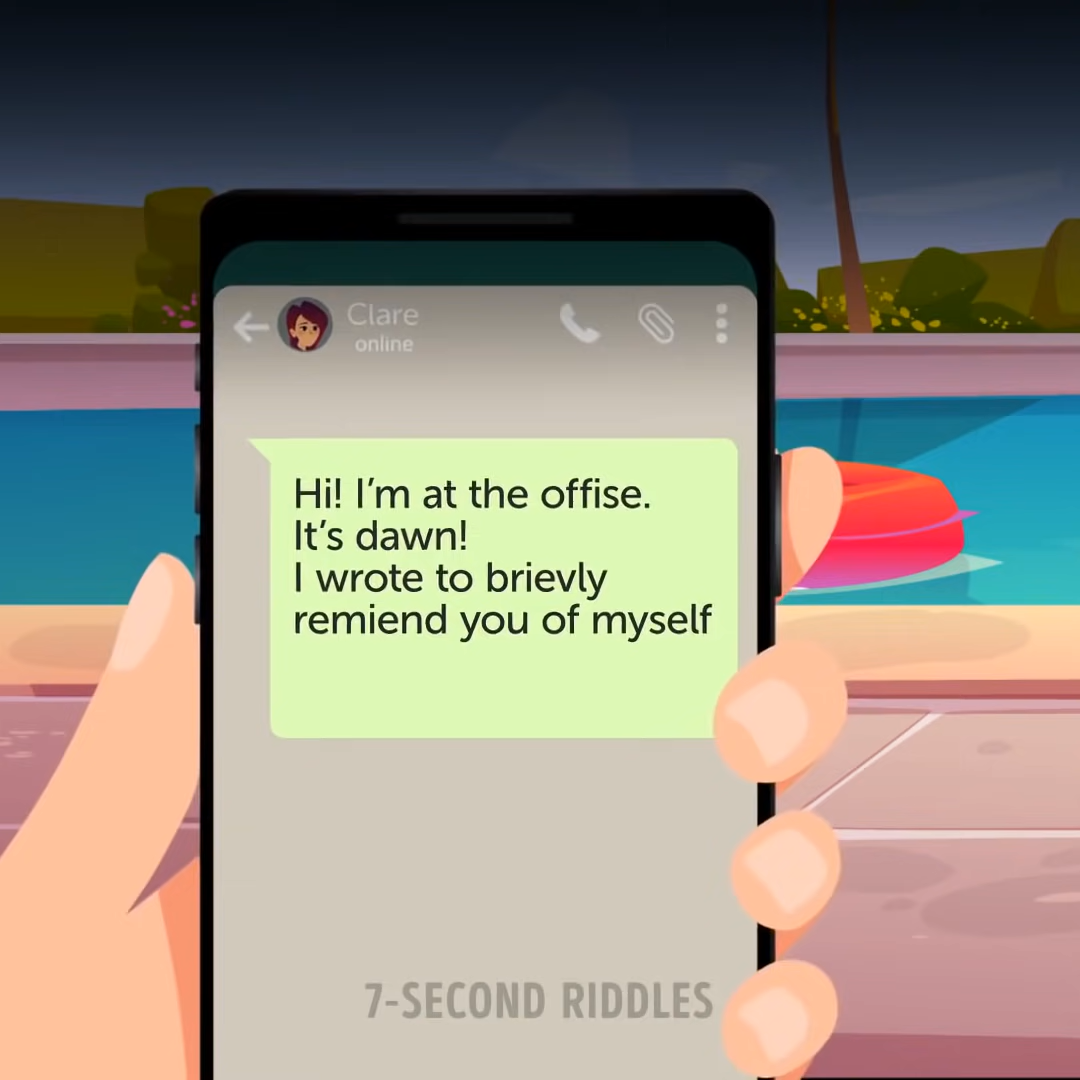 Clare
online
Hi! I'm at the offise.
It's dawn!
I wrote to brievly
remiend you of myself
7-SECOND RIDDLES